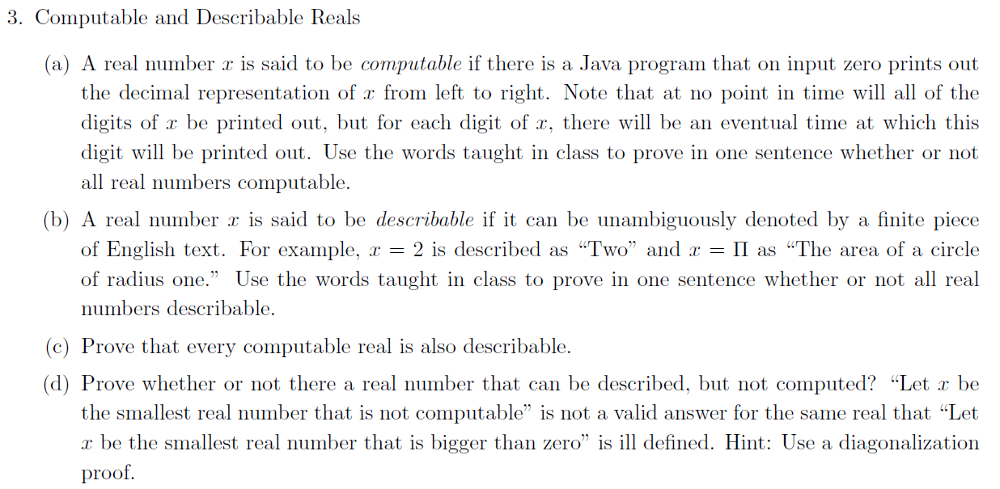 3. Computable and Describable Reals
(a) A real number x is said to be computable if there is a Java program that on input zero prints out
the decimal representation of x from left to right. Note that at no point in time will all of the
digits of x be printed out, but for each digit of x, there will be an eventual time at which this
digit will be printed out. Use the words taught in class to prove in one sentence whether or not
all real numbers computable.
(b) A real number x is said to be describable if it can be unambiguously denoted by a finite piece
of English text. For example, x = 2 is described as “Two” and x = Π as “The area of a circle
of radius one.” Use the words taught in class to prove in one sentence whether or not all real
numbers describable.
(c) Prove that every computable real is also describable.
(d) Prove whether or not there a real number that can be described, but not computed? “Let x be
the smallest real number that is not computable” is not a valid answer for the same real that “Let
x be the smallest real number that is bigger than zero” is ill defined. Hint: Use a diagonalization
proof.